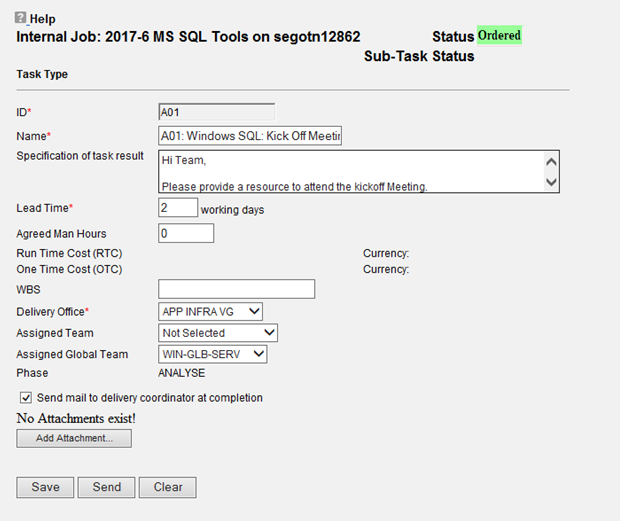 ? Help
Internal Job: 2017-6 MS SQL Tools on segotn12862 Status Ordered
Sub-Task Status
Task Type
ID* A01
Name* A01: Windows SQL: Kick Off Meetin
Specification of task result Hi Team,
Please provide a resource to attend the kickoff Meeting.
Lead Time* 2 working days
Agreed Man Hours 0
Run Time Cost (RTC) Currency:
One Time Cost (OTC) Currency:
WBS
Delivery Office* APP INFRA VG
Assigned Team Not Selected
Assigned Global Team WIN-GLB-SERV
Phase ANALYSE
Send mail to delivery coordinator at completion
No Attachments exist!
Add Attachment...
Save Send Clear